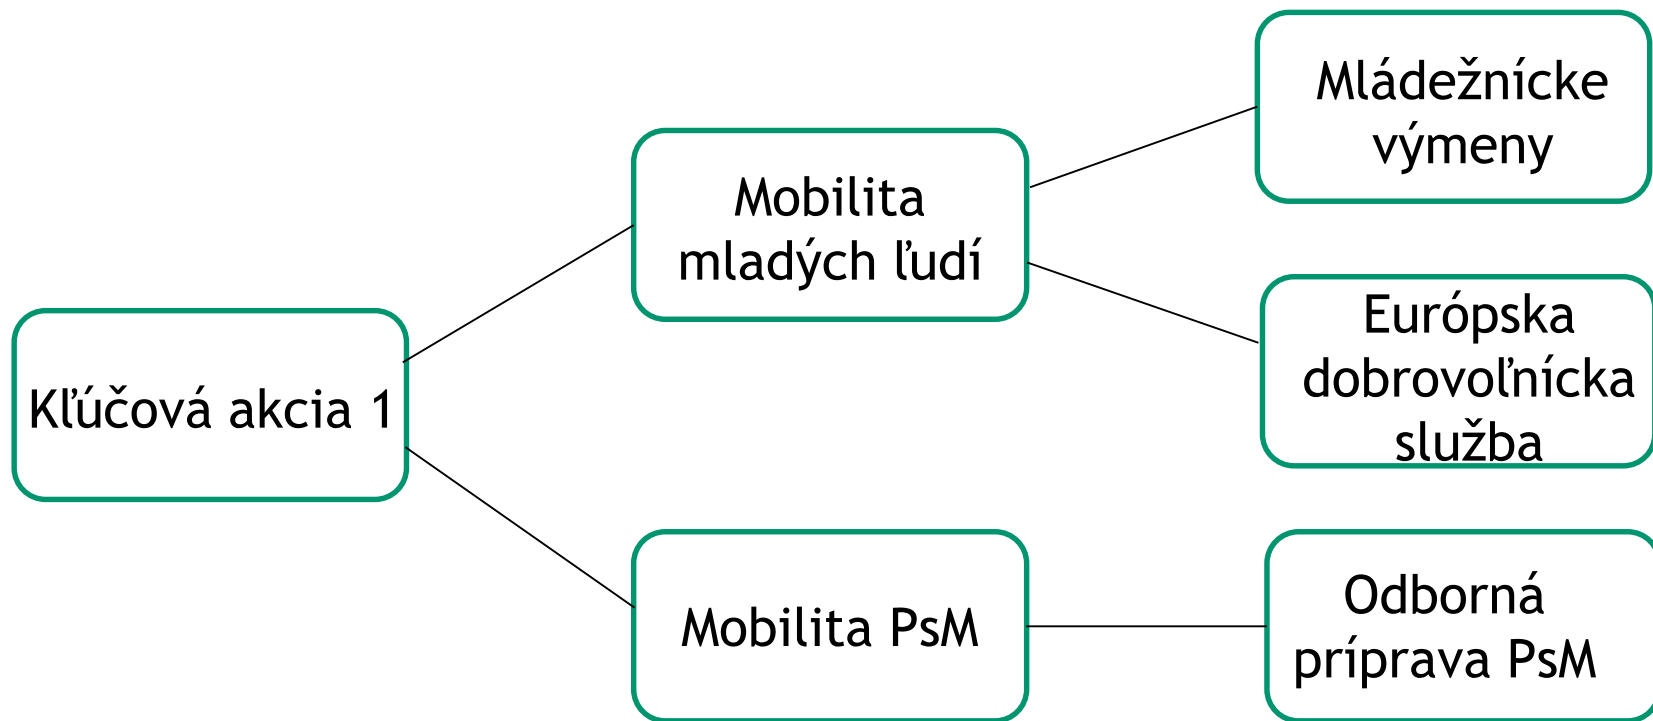 Kľúčová akcia 1
Mobilita
mladých ľudí
Mobilita PsM
Mládežnícke
výmeny
Európska
dobrovoľnícka
služba
Odborná
príprava PsM